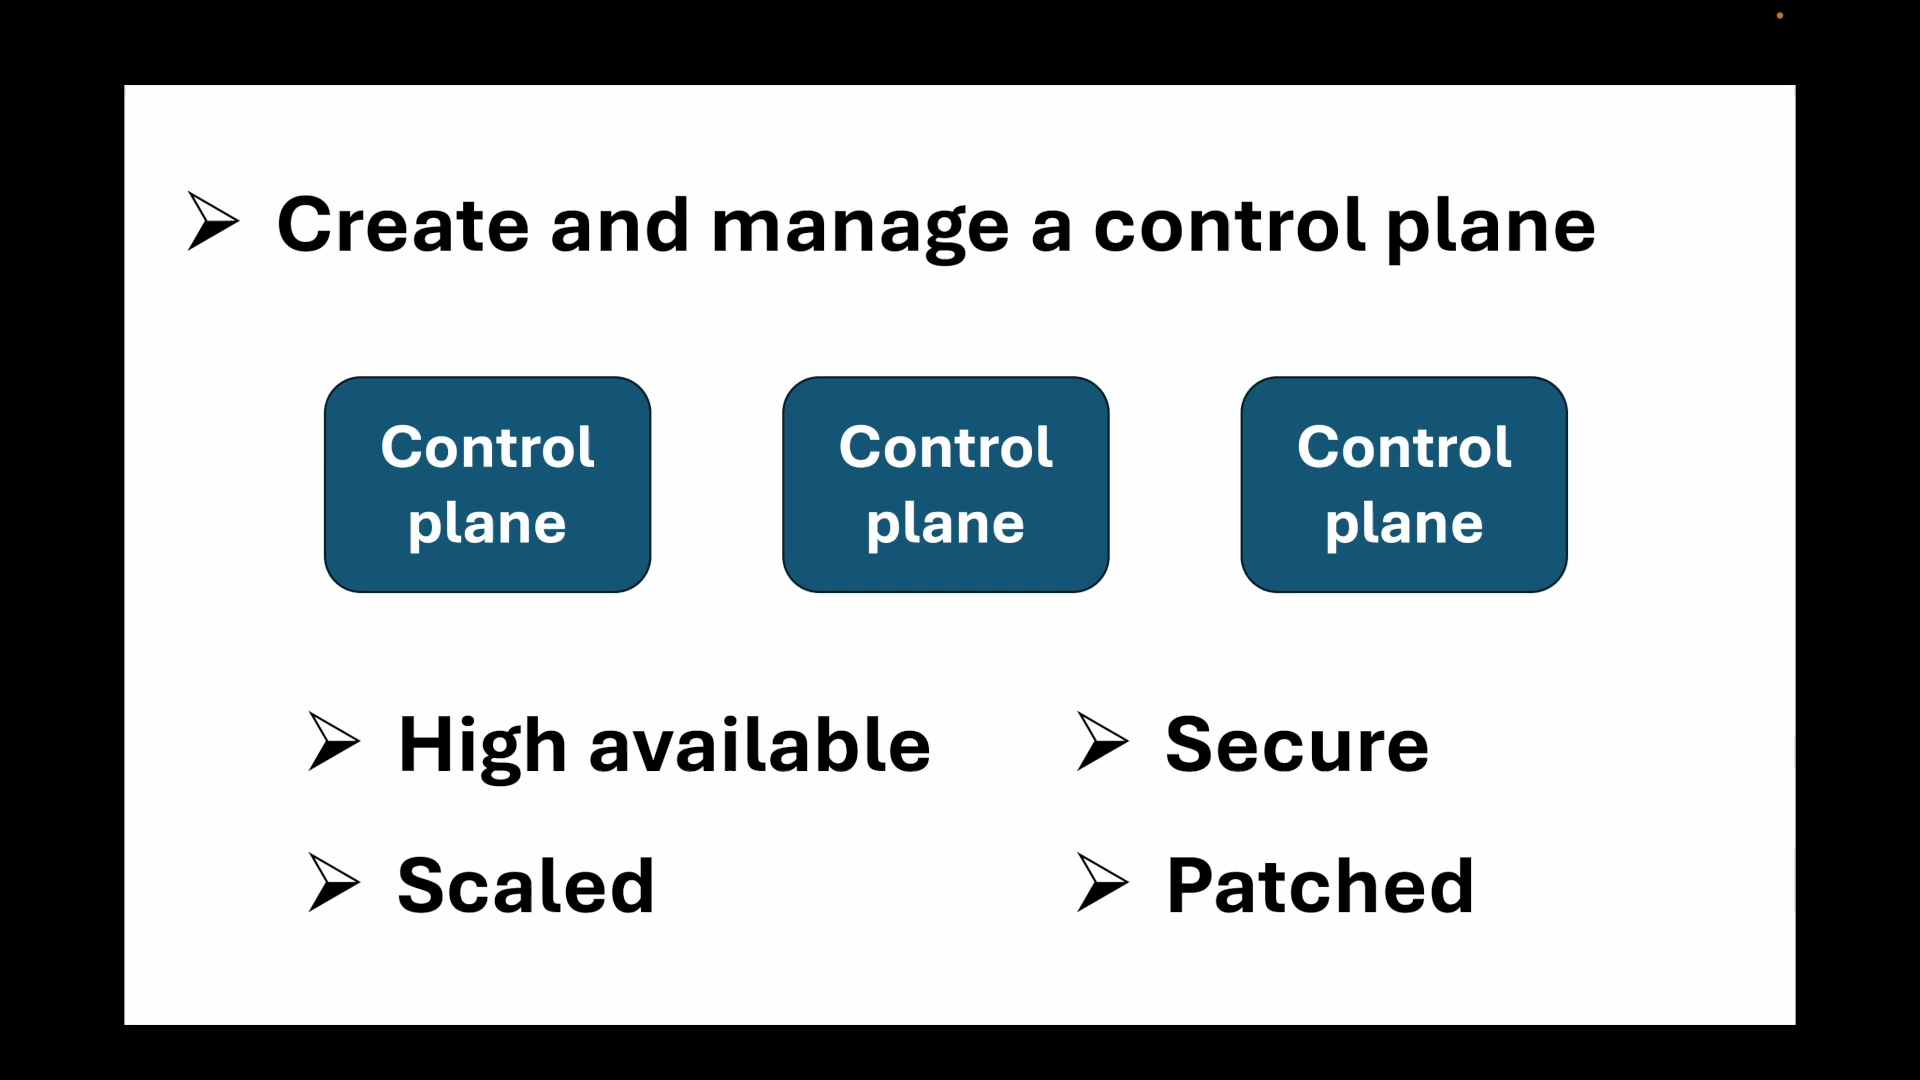 Create and manage a control plane
Control
plane
Control
plane
Control
plane
High available
Secure
Scaled
Patched